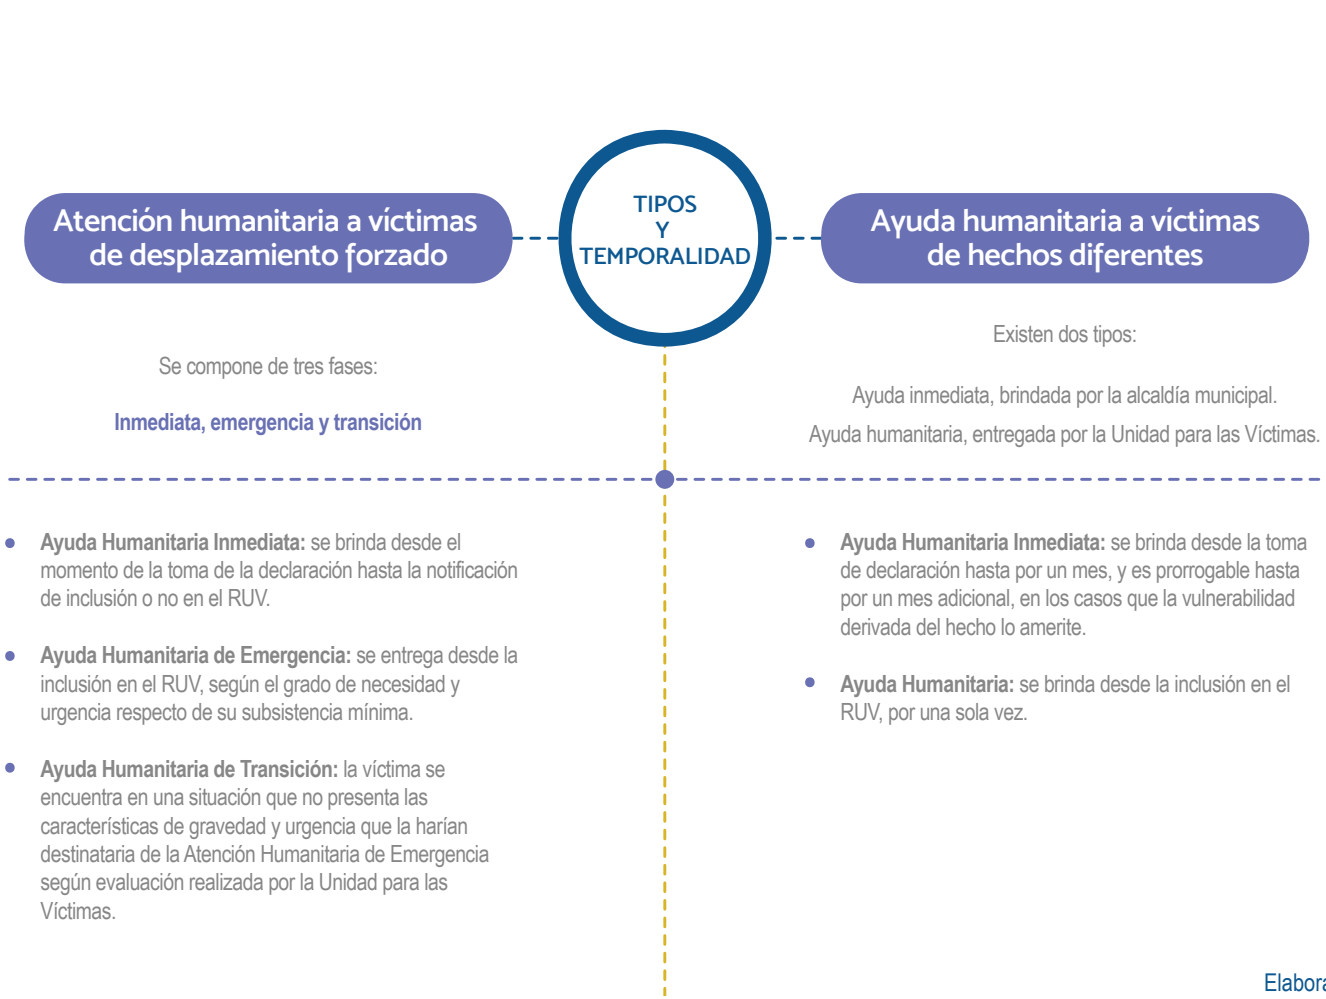 TIPOS
Y
TEMPORALIDAD
Atención humanitaria a víctimas
de desplazamiento forzado
Se compone de tres fases:
Inmediata, emergencia y transición
Ayuda humanitaria a víctimas
de hechos diferentes
Existen dos tipos:
Ayuda inmediata, brindada por la alcaldía municipal.
Ayuda humanitaria, entregada por la Unidad para las Víctimas.
Ayuda Humanitaria Inmediata: se brinda desde el
momento de la toma de la declaración hasta la notificación
de inclusión o no en el RUV.
Ayuda Humanitaria de Emergencia: se entrega desde la
inclusión en el RUV, según el grado de necesidad y
urgencia respecto de su subsistencia mínima.
Ayuda Humanitaria de Transición: la víctima se
encuentra en una situación que no presenta las
características de gravedad y urgencia que la harían
destinataria de la Atención Humanitaria de Emergencia
según evaluación realizada por la Unidad para las
Víctimas.
Ayuda Humanitaria Inmediata: se brinda desde la toma
de declaración hasta por un mes, y es prorrogable hasta
por un mes adicional, en los casos que la vulnerabilidad
derivada del hecho lo amerite.
Ayuda Humanitaria: se brinda desde la inclusión en el
RUV, por una sola vez.